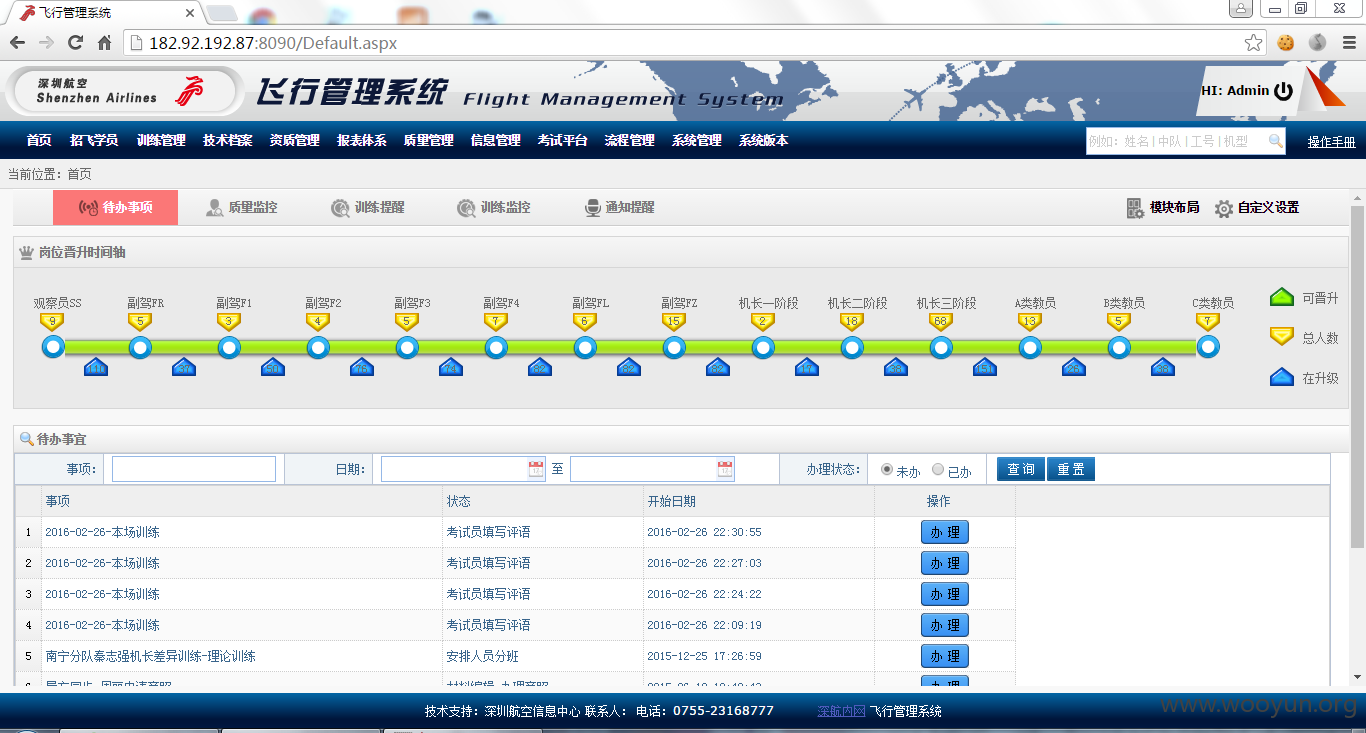 飞行管理系统
182.92.192.87:8090/Default.aspx
深圳航空
Shenzhen Airlines
飞行管理系统 Flight Management System
HI: Admin
首页 招飞学员 训练管理 技术档案 资质管理 报表体系 质量管理 信息管理 考试平台 流程管理 系统管理 系统版本
例如: 姓名 | 中队 | 工号 | 机型
操作手册
当前位置: 首页
待办事项 质量监控 训练提醒 训练监控 通知提醒 模块布局 自定义设置
岗位晋升时间轴
观察员SS 副驾FR 副驾F1 副驾F2 副驾F3 副驾F4 副驾FL 副驾FZ 机长一阶段 机长二阶段 机长三阶段 A类教员 B类教员 C类教员
9 5 3 4 5 7 6 15 2 18 68 13 5 7
可晋升
总人数
在升级
待办事宜
事项: 日期: 至 办理状态: 未办 已办 查询 重置
事项 状态 开始日期 操作
1 2016-02-26-本场训练 考试员填写评语 2016-02-26 22:30:55 办理
2 2016-02-26-本场训练 考试员填写评语 2016-02-26 22:27:03 办理
3 2016-02-26-本场训练 考试员填写评语 2016-02-26 22:24:22 办理
4 2016-02-26-本场训练 考试员填写评语 2016-02-26 22:09:19 办理
5 南宁分队秦志强机长差异训练-理论训练 安排人员分班 2015-12-25 17:26:59 办理
技术支持: 深圳航空信息中心 联系人: 电话: 0755-23168777 深航内网 飞行管理系统
www.wooyun.org